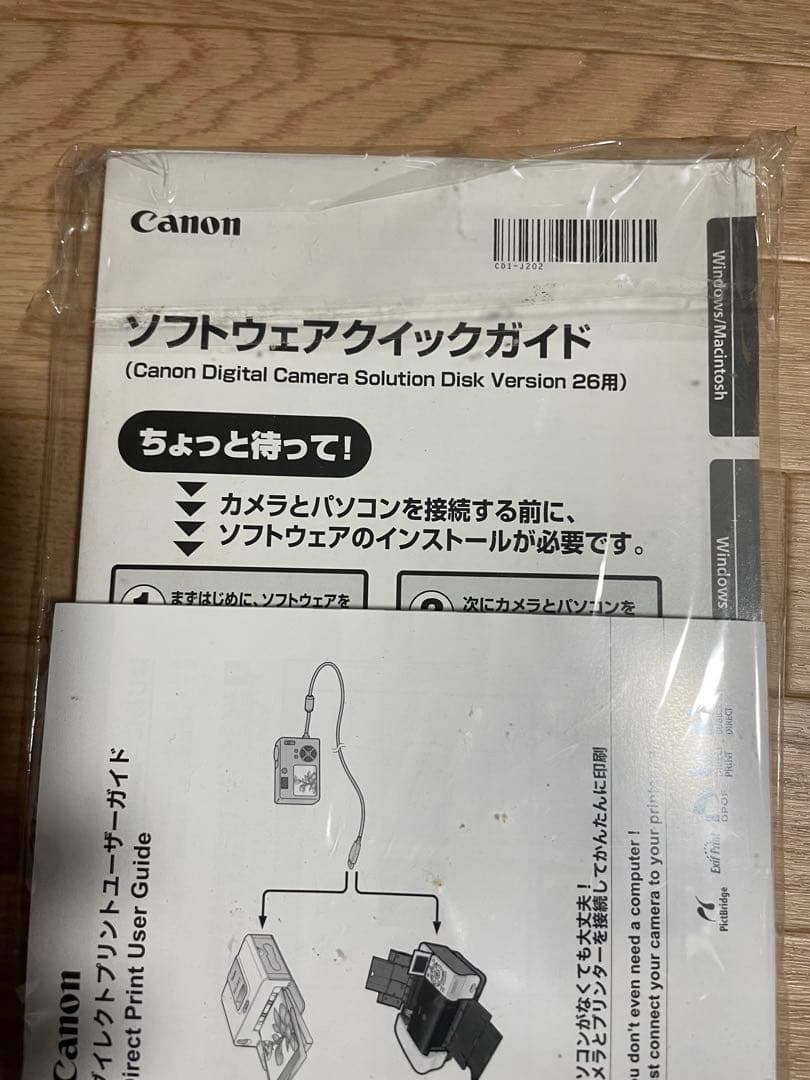 Canon
CDI-J202
ソフトウェアクイックガイド
(Canon Digital Camera Solution Disk Version 26用)
ちょっと待って!
カメラとパソコンを接続する前に、
ソフトウェアのインストールが必要です。
1 まずはじめに、ソフトウェアを
2 次にカメラとパソコンを
Windows/Macintosh
Windows
Canon
ダイレクトプリントユーザーガイド
Direct Print User Guide
ソコンがなくても大丈夫!
メラとプリンターを接続してかんたんに印刷
u don't even need a computer!
st connect your camera to your printe
PictBridge
Exif Print
DPOF
PRINT
DIRECT
DIRECT